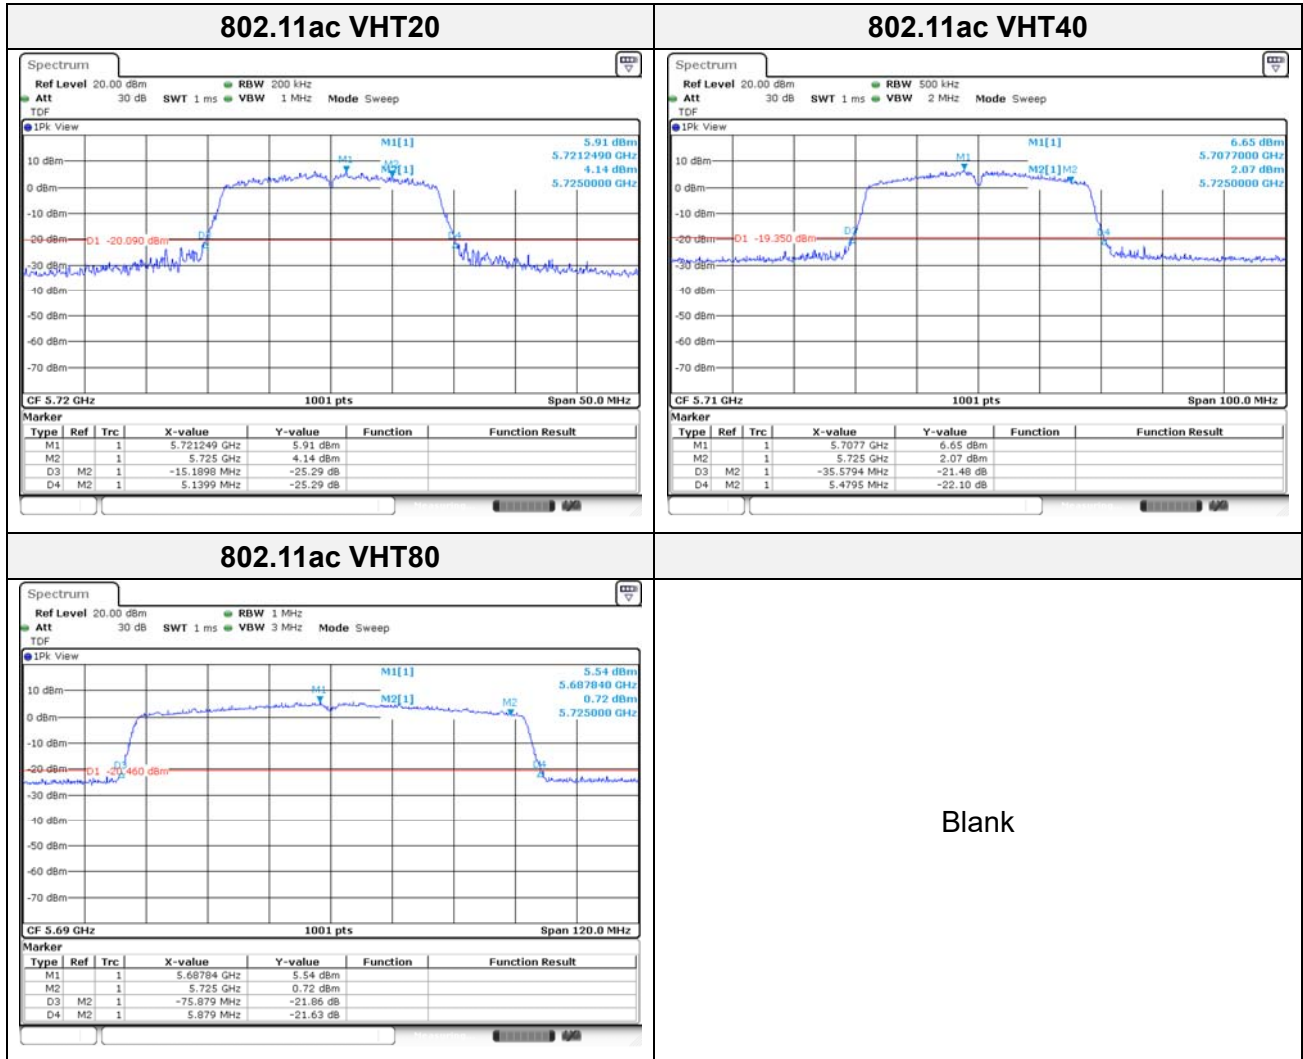 802.11ac VHT20
802.11ac VHT40
Spectrum
Ref Level 20.00 dBm RBW 200 kHz
Att 30 dB SWT 1 ms VBW 1 MHz Mode Sweep
TDF
1Pk View
M1[1] 5.91 dBm
5.7212490 GHz
M2[1] 4.14 dBm
5.7250000 GHz
M1
M2
10 dBm
0 dBm
-10 dBm
-20 dBm
D1 -20.090 dBm
D3
D4
-30 dBm
-40 dBm
-50 dBm
-60 dBm
-70 dBm
CF 5.72 GHz 1001 pts Span 50.0 MHz
Marker
Type Ref Trc X-value Y-value Function Function Result
M1 1 5.721249 GHz 5.91 dBm
M2 1 5.725 GHz 4.14 dBm
D3 M2 1 -15.1898 MHz -25.29 dB
D4 M2 1 5.1399 MHz -25.29 dB
Spectrum
Ref Level 20.00 dBm RBW 500 kHz
Att 30 dB SWT 1 ms VBW 2 MHz Mode Sweep
TDF
1Pk View
M1[1] 6.65 dBm
5.7077000 GHz
M2[1] 2.07 dBm
5.7250000 GHz
M1
M2
10 dBm
0 dBm
-10 dBm
-20 dBm
D1 -19.350 dBm
D3
D4
-30 dBm
-40 dBm
-50 dBm
-60 dBm
-70 dBm
CF 5.71 GHz 1001 pts Span 100.0 MHz
Marker
Type Ref Trc X-value Y-value Function Function Result
M1 1 5.7077 GHz 6.65 dBm
M2 1 5.725 GHz 2.07 dBm
D3 M2 1 -35.5794 MHz -21.48 dB
D4 M2 1 5.4795 MHz -22.10 dB
802.11ac VHT80
Spectrum
Ref Level 20.00 dBm RBW 1 MHz
Att 30 dB SWT 1 ms VBW 3 MHz Mode Sweep
TDF
1Pk View
M1[1] 5.54 dBm
5.687840 GHz
M2[1] 0.72 dBm
5.725000 GHz
M1
M2
10 dBm
0 dBm
-10 dBm
-20 dBm
D1 -20.460 dBm
D3
D4
-30 dBm
-40 dBm
-50 dBm
-60 dBm
-70 dBm
CF 5.69 GHz 1001 pts Span 120.0 MHz
Marker
Type Ref Trc X-value Y-value Function Function Result
M1 1 5.68784 GHz 5.54 dBm
M2 1 5.725 GHz 0.72 dBm
D3 M2 1 -75.879 MHz -21.86 dB
D4 M2 1 5.879 MHz -21.63 dB
Blank